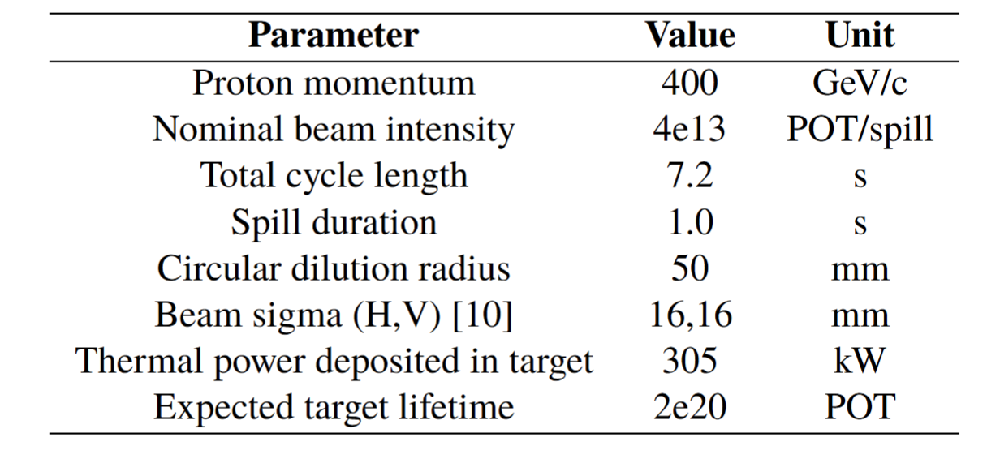 Parameter Value Unit
Proton momentum 400 GeV/c
Nominal beam intensity 4e13 POT/spill
Total cycle length 7.2 s
Spill duration 1.0 s
Circular dilution radius 50 mm
Beam sigma (H,V) [10] 16,16 mm
Thermal power deposited in target 305 kW
Expected target lifetime 2e20 POT